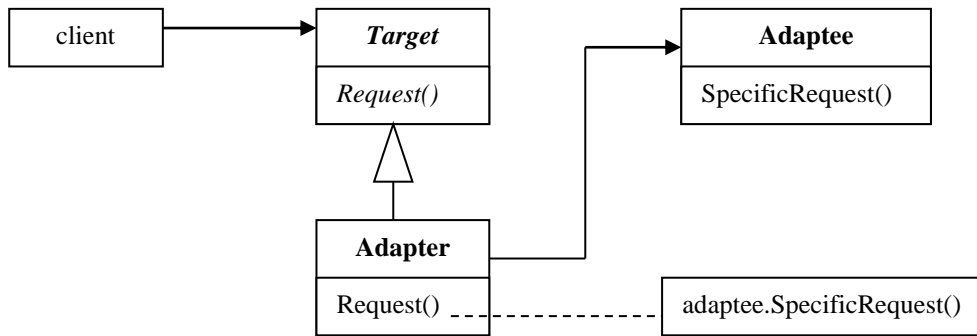 client
Target
Adaptee
Request()
SpecificRequest()
Adapter
Request()
adaptee.SpecificRequest()